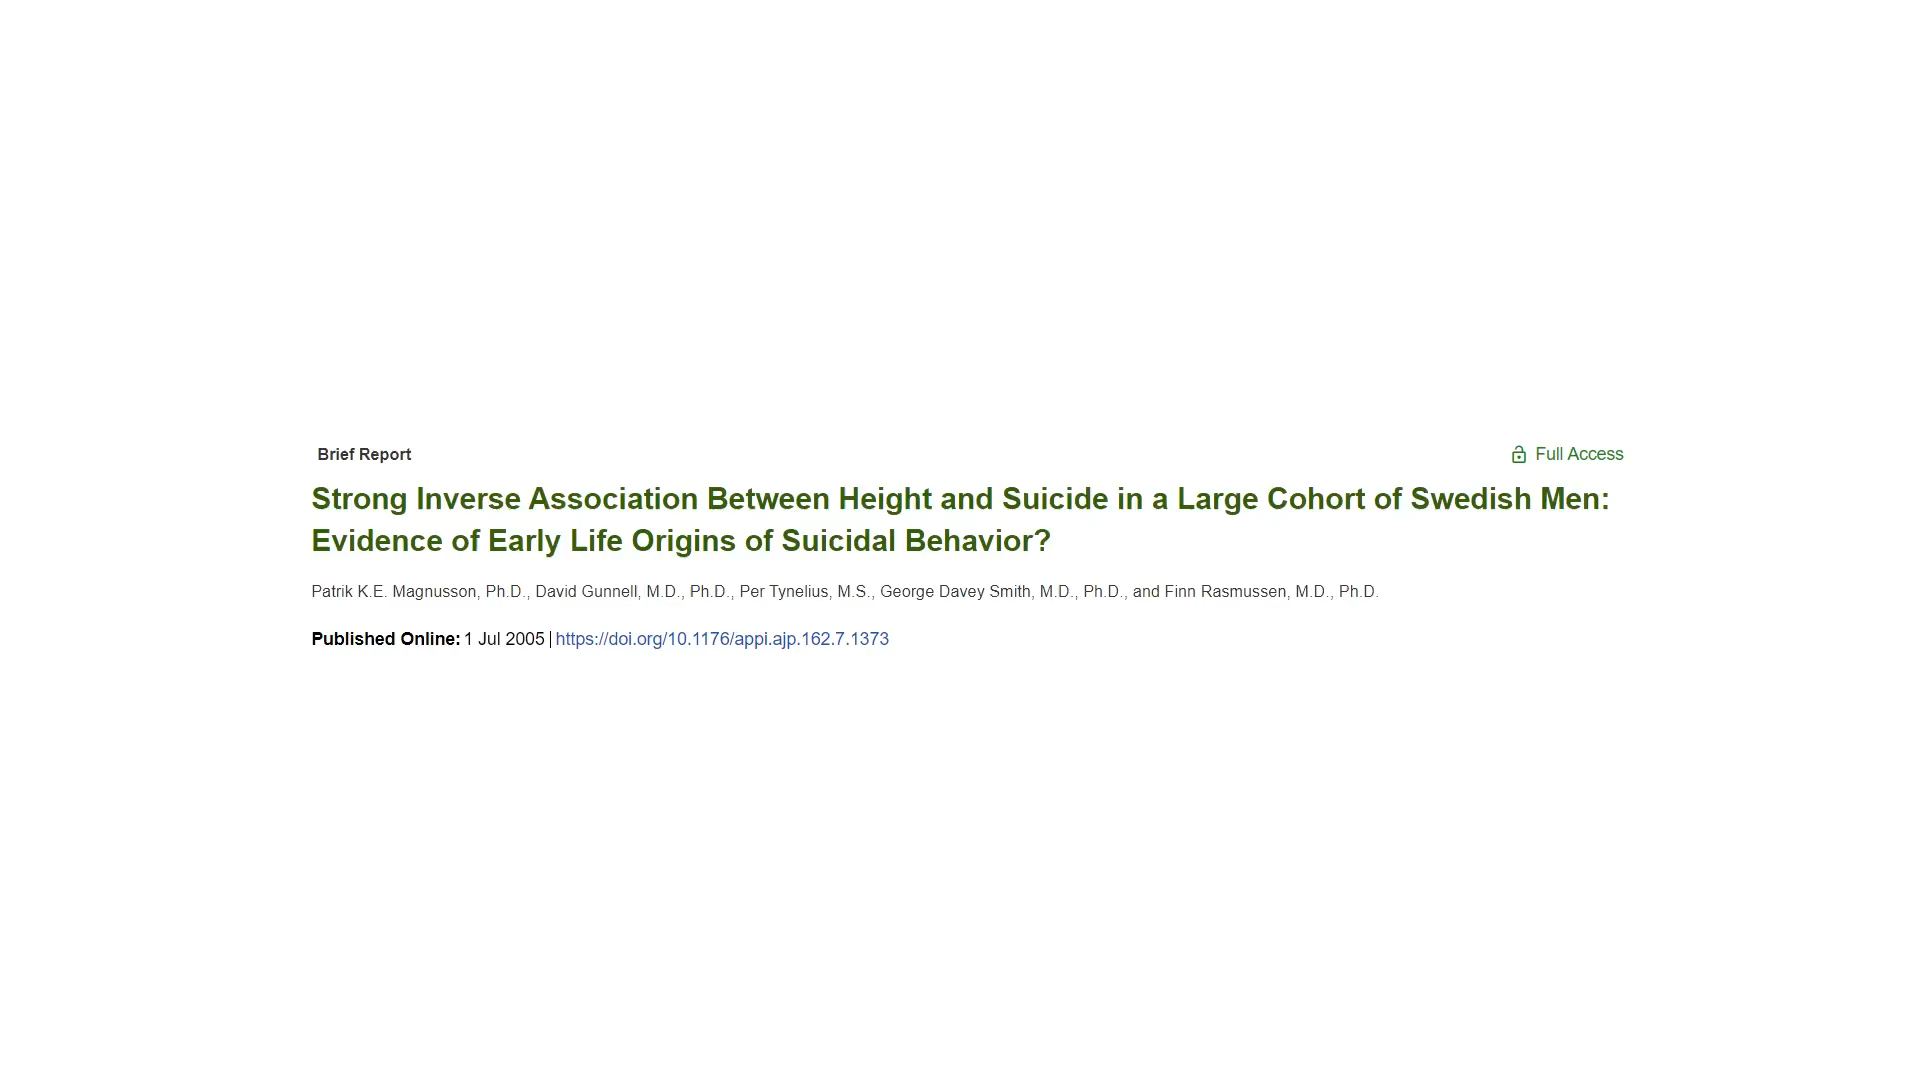 Brief Report
Full Access
Strong Inverse Association Between Height and Suicide in a Large Cohort of Swedish Men:
Evidence of Early Life Origins of Suicidal Behavior?
Patrik K.E. Magnusson, Ph.D., David Gunnell, M.D., Ph.D., Per Tynelius, M.S., George Davey Smith, M.D., Ph.D., and Finn Rasmussen, M.D., Ph.D.
Published Online: 1 Jul 2005 | https://doi.org/10.1176/appi.ajp.162.7.1373